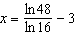 x = ln 48 / ln 16 − 3